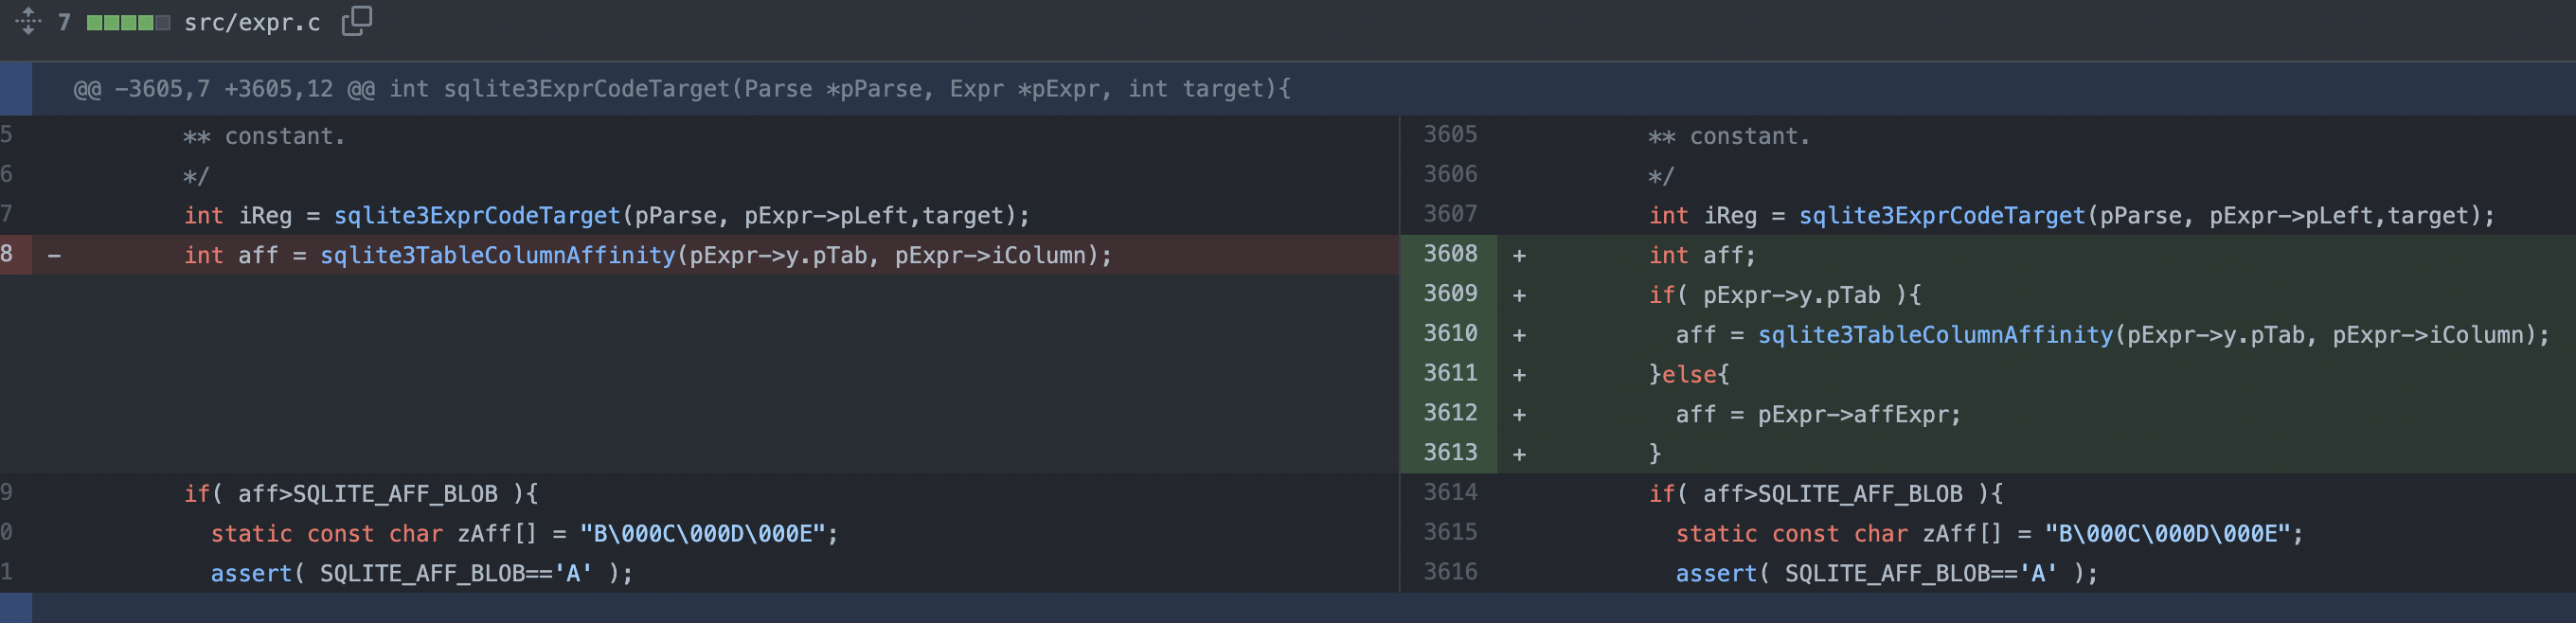 7 src/expr.c
@@ -3605,7 +3605,12 @@ int sqlite3ExprCodeTarget(Parse *pParse, Expr *pExpr, int target){
5 ** constant.
6 */
7 int iReg = sqlite3ExprCodeTarget(pParse, pExpr->pLeft,target);
8 - int aff = sqlite3TableColumnAffinity(pExpr->y.pTab, pExpr->iColumn);
9 if( aff>SQLITE_AFF_BLOB ){
0 static const char zAff[] = "B\000C\000D\000E";
1 assert( SQLITE_AFF_BLOB=='A' );
3605 ** constant.
3606 */
3607 int iReg = sqlite3ExprCodeTarget(pParse, pExpr->pLeft,target);
3608 + int aff;
3609 + if( pExpr->y.pTab ){
3610 + aff = sqlite3TableColumnAffinity(pExpr->y.pTab, pExpr->iColumn);
3611 + }else{
3612 + aff = pExpr->affExpr;
3613 + }
3614 if( aff>SQLITE_AFF_BLOB ){
3615 static const char zAff[] = "B\000C\000D\000E";
3616 assert( SQLITE_AFF_BLOB=='A' );